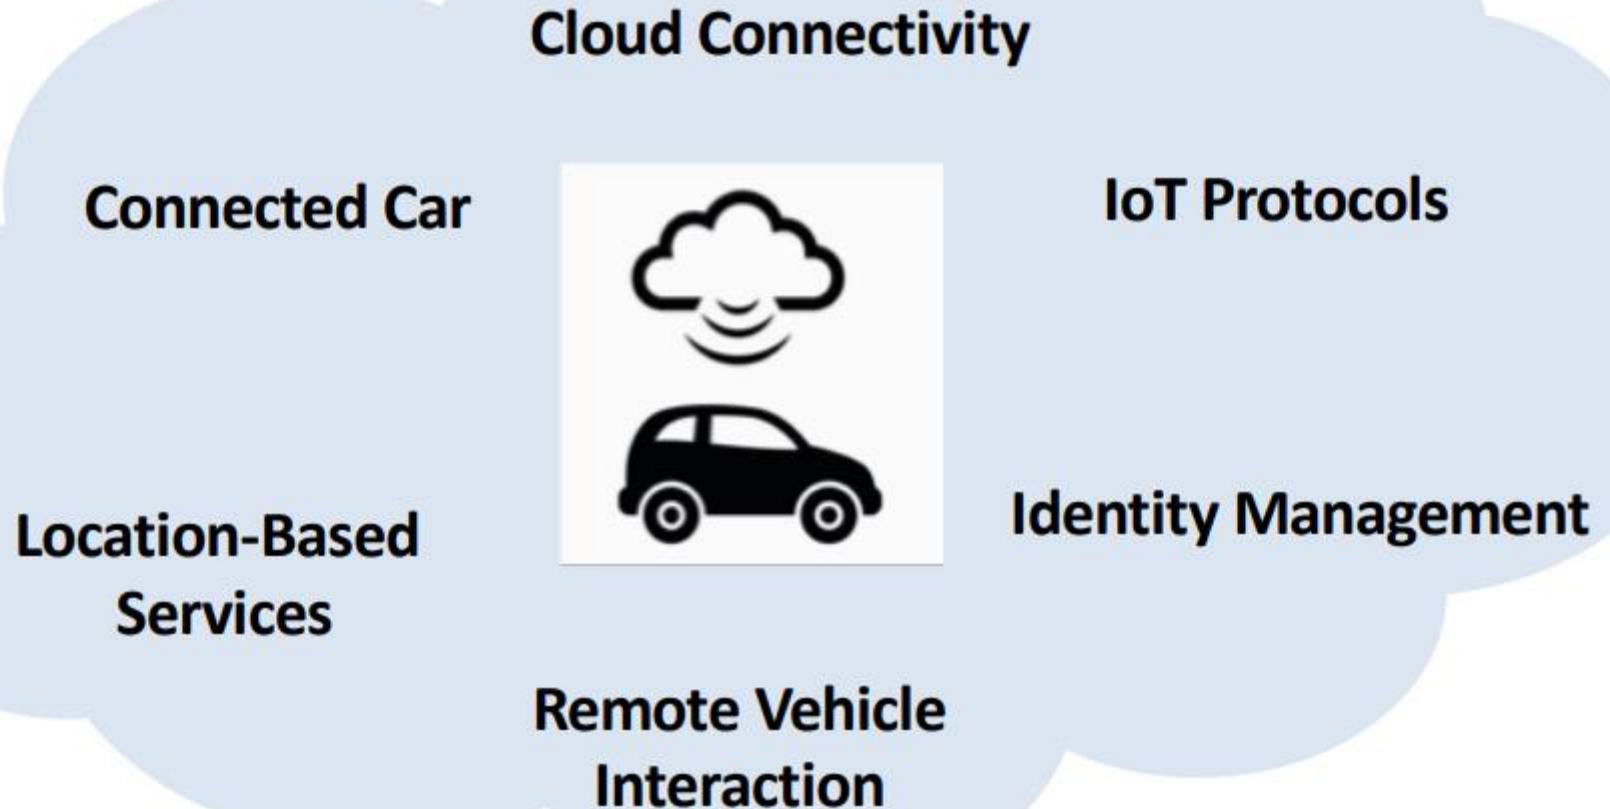 Cloud Connectivity
Connected Car
IoT Protocols
Location-Based
Services
Identity Management
Remote Vehicle
Interaction